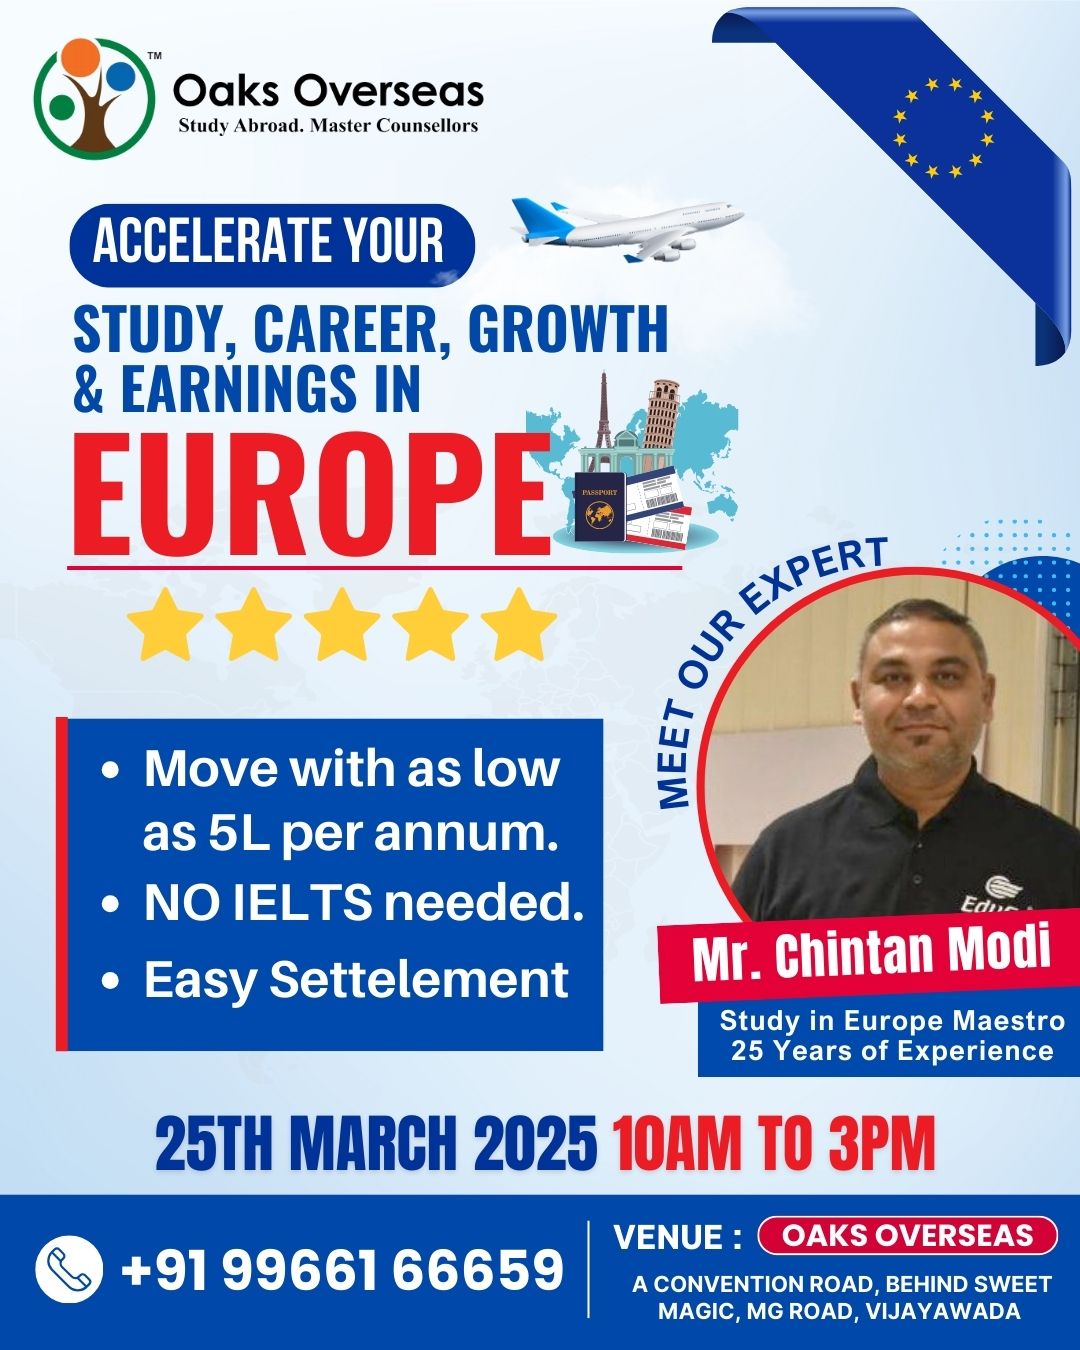 TM
Oaks Overseas
Study Abroad. Master Counsellors
ACCELERATE YOUR
STUDY, CAREER, GROWTH
& EARNINGS IN
EUROPE
PASSPORT
MEET OUR EXPERT
• Move with as low
as 5L per annum.
• NO IELTS needed.
• Easy Settelement
Mr. Chintan Modi
Study in Europe Maestro
25 Years of Experience
25TH MARCH 2025 10AM TO 3PM
+91 99661 66659
VENUE : OAKS OVERSEAS
A CONVENTION ROAD, BEHIND SWEET
MAGIC, MG ROAD, VIJAYAWADA